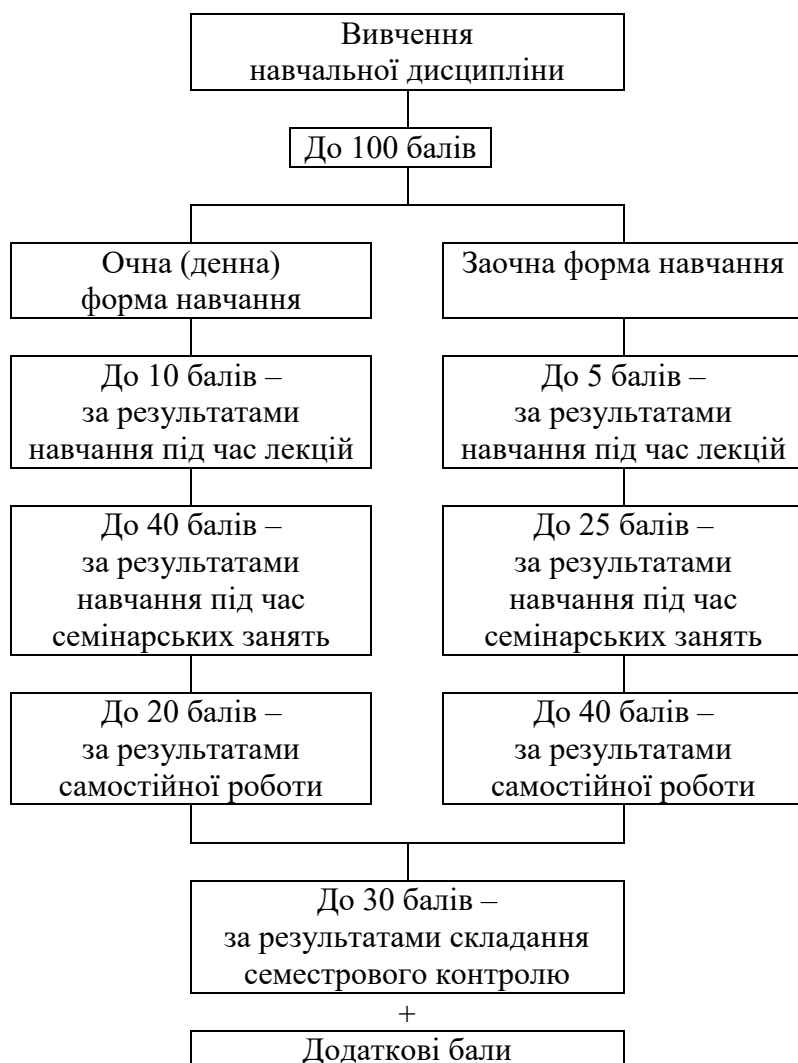 Вивчення
навчальної дисципліни
До 100 балів
Очна (денна)
форма навчання
Заочна форма навчання
До 10 балів –
за результатами
навчання під час лекцій
До 5 балів –
за результатами
навчання під час лекцій
До 40 балів –
за результатами
навчання під час
семінарських занять
До 25 балів –
за результатами
навчання під час
семінарських занять
До 20 балів –
за результатами
самостійної роботи
До 40 балів –
за результатами
самостійної роботи
До 30 балів –
за результатами складання
семестрового контролю
+
Додаткові бали